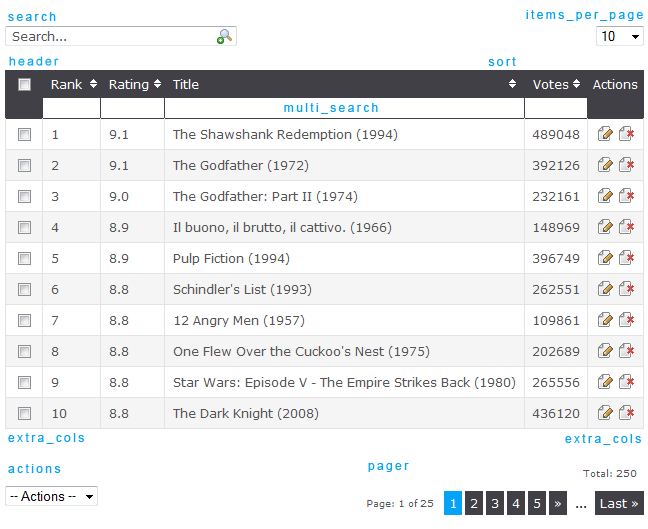 search items_per_page
Search... 10
header sort
Rank Rating Title Votes Actions
multi_search
1 9.1 The Shawshank Redemption (1994) 489048
2 9.1 The Godfather (1972) 392126
3 9.0 The Godfather: Part II (1974) 232161
4 8.9 Il buono, il brutto, il cattivo. (1966) 148969
5 8.9 Pulp Fiction (1994) 396749
6 8.8 Schindler's List (1993) 262551
7 8.8 12 Angry Men (1957) 109861
8 8.8 One Flew Over the Cuckoo's Nest (1975) 202689
9 8.8 Star Wars: Episode V - The Empire Strikes Back (1980) 265556
10 8.8 The Dark Knight (2008) 436120
extra_cols extra_cols
actions pager Total: 250
-- Actions -- Page: 1 of 25 1 2 3 4 5 » ... Last »